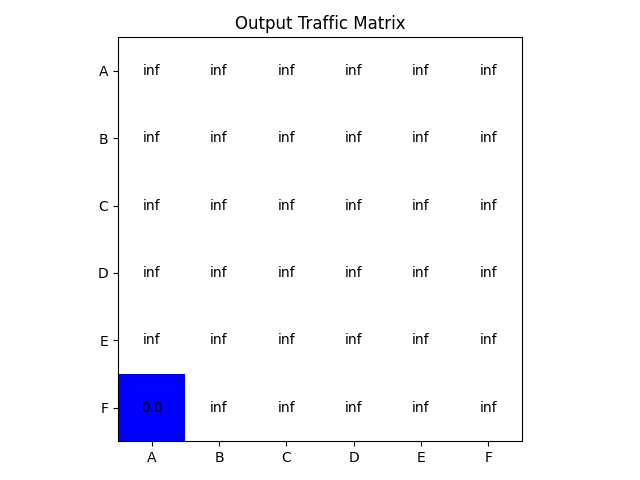 Output Traffic Matrix
A inf inf inf inf inf inf
B inf inf inf inf inf inf
C inf inf inf inf inf inf
D inf inf inf inf inf inf
E inf inf inf inf inf inf
F 0.0 inf inf inf inf inf
A B C D E F